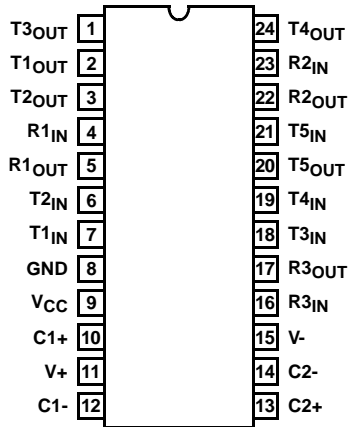 T3OUT 1 24 T4OUT
T1OUT 2 23 R2IN
T2OUT 3 22 R2OUT
R1IN 4 21 T5IN
R1OUT 5 20 T5OUT
T2IN 6 19 T4IN
T1IN 7 18 T3IN
GND 8 17 R3OUT
VCC 9 16 R3IN
C1+ 10 15 V-
V+ 11 14 C2-
C1- 12 13 C2+